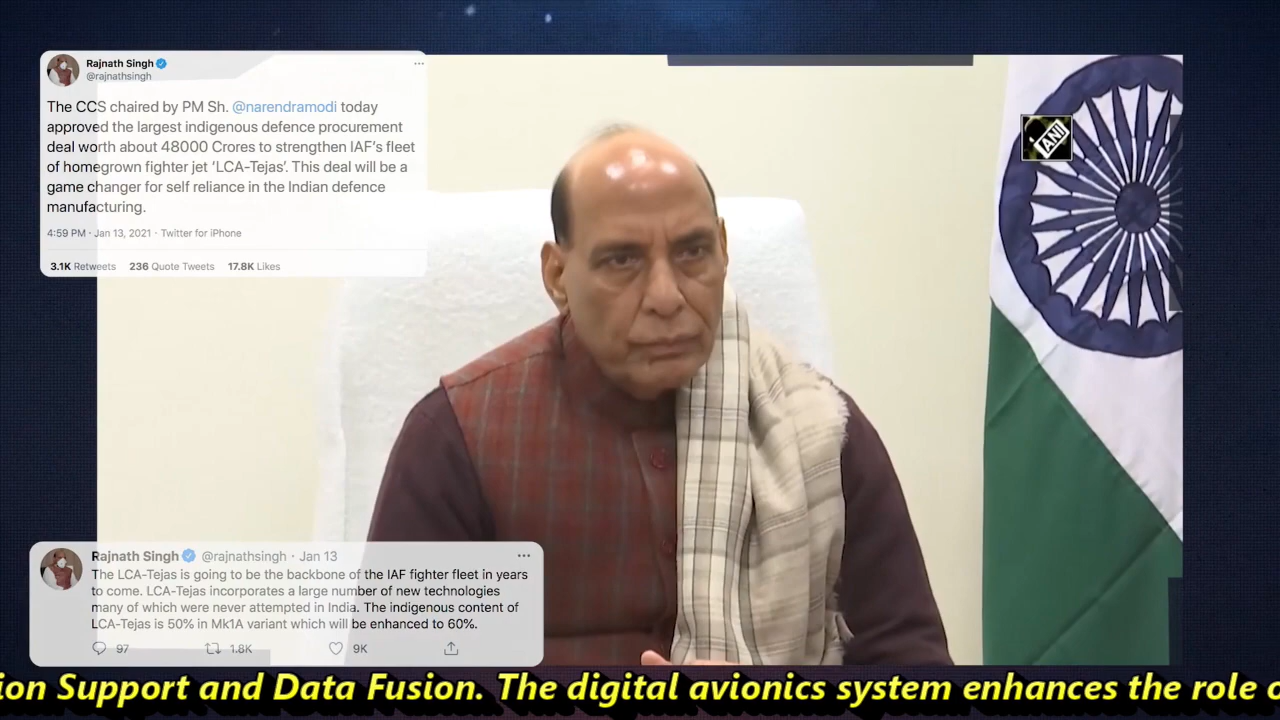 Rajnath Singh
@rajnathsingh
The CCS chaired by PM Sh. @narendramodi today
approved the largest indigenous defence procurement
deal worth about 48000 Crores to strengthen IAF's fleet
of homegrown fighter jet 'LCA-Tejas'. This deal will be a
game changer for self reliance in the Indian defence
manufacturing.
4:59 PM · Jan 13, 2021 · Twitter for iPhone
3.1K Retweets 236 Quote Tweets 17.8K Likes
ANI
Rajnath Singh @rajnathsingh · Jan 13
The LCA-Tejas is going to be the backbone of the IAF fighter fleet in years
to come. LCA-Tejas incorporates a large number of new technologies
many of which were never attempted in India. The indigenous content of
LCA-Tejas is 50% in Mk1A variant which will be enhanced to 60%.
97 1.8K 9K
ion Support and Data Fusion. The digital avionics system enhances the role o